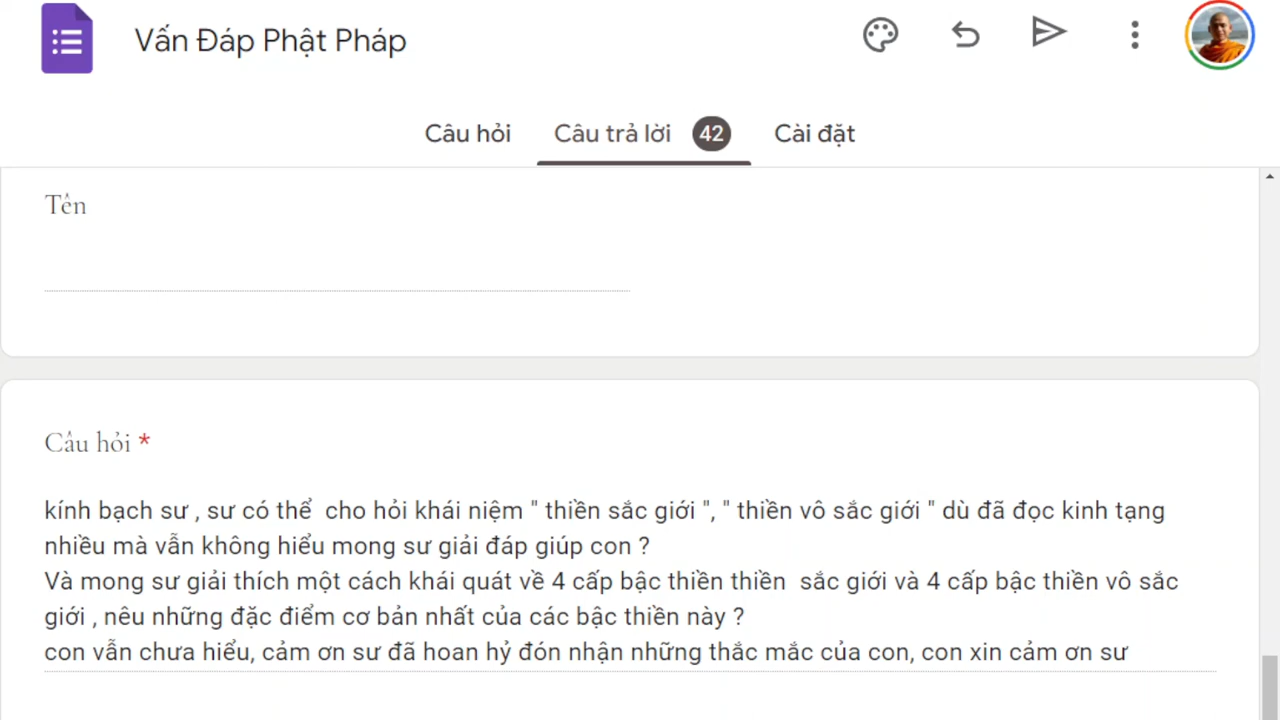 Vấn Đáp Phật Pháp
Câu hỏi Câu trả lời 42 Cài đặt
Tên
Câu hỏi *
kính bạch sư , sư có thể  cho hỏi khái niệm " thiền sắc giới ", " thiền vô sắc giới " dù đã đọc kinh tạng
nhiều mà vẫn không hiểu mong sư giải đáp giúp con ?
Và mong sư giải thích một cách khái quát về 4 cấp bậc thiền thiền  sắc giới và 4 cấp bậc thiền vô sắc
giới , nêu những đặc điểm cơ bản nhất của các bậc thiền này ?
con vẫn chưa hiểu, cảm ơn sư đã hoan hỷ đón nhận những thắc mắc của con, con xin cảm ơn sư